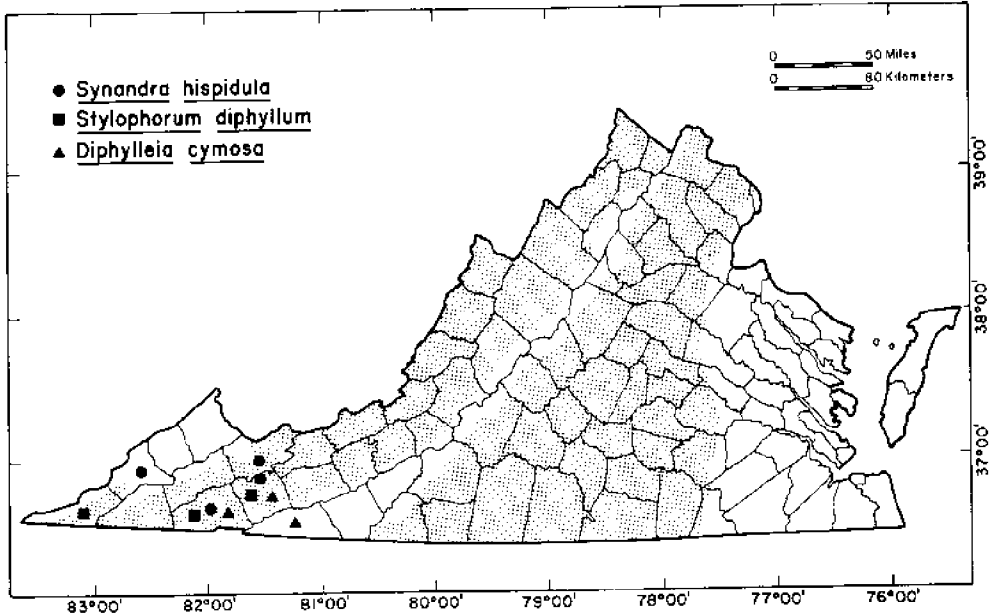 Synandra hispidula
Stylophorum diphyllum
Diphylleia cymosa
0 50 Miles
0 80 Kilometers
39°00'
38°00'
37°00'
83°00' 82°00' 81°00' 80°00' 79°00' 78°00' 77°00' 76°00'